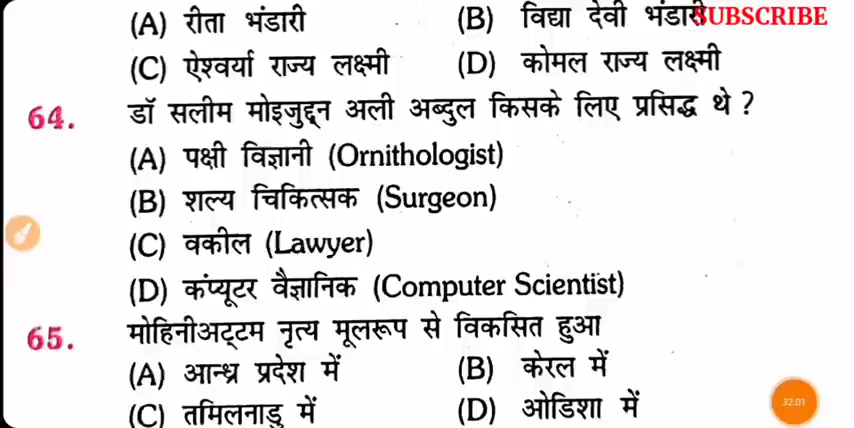 (A) रीता भंडारी (B) विद्या देवी भंडारी SUBSCRIBE
(C) ऐश्वर्या राज्य लक्ष्मी (D) कोमल राज्य लक्ष्मी
64. डॉ सलीम मोइजुद्दन अली अब्दुल किसके लिए प्रसिद्ध थे ?
(A) पक्षी विज्ञानी (Ornithologist)
(B) शल्य चिकित्सक (Surgeon)
(C) वकील (Lawyer)
(D) कंप्यूटर वैज्ञानिक (Computer Scientist)
65. मोहिनीअट्टम नृत्य मूलरूप से विकसित हुआ
(A) आन्ध्र प्रदेश में (B) केरल में
(C) तमिलनाडु में (D) ओडिशा में
32:01